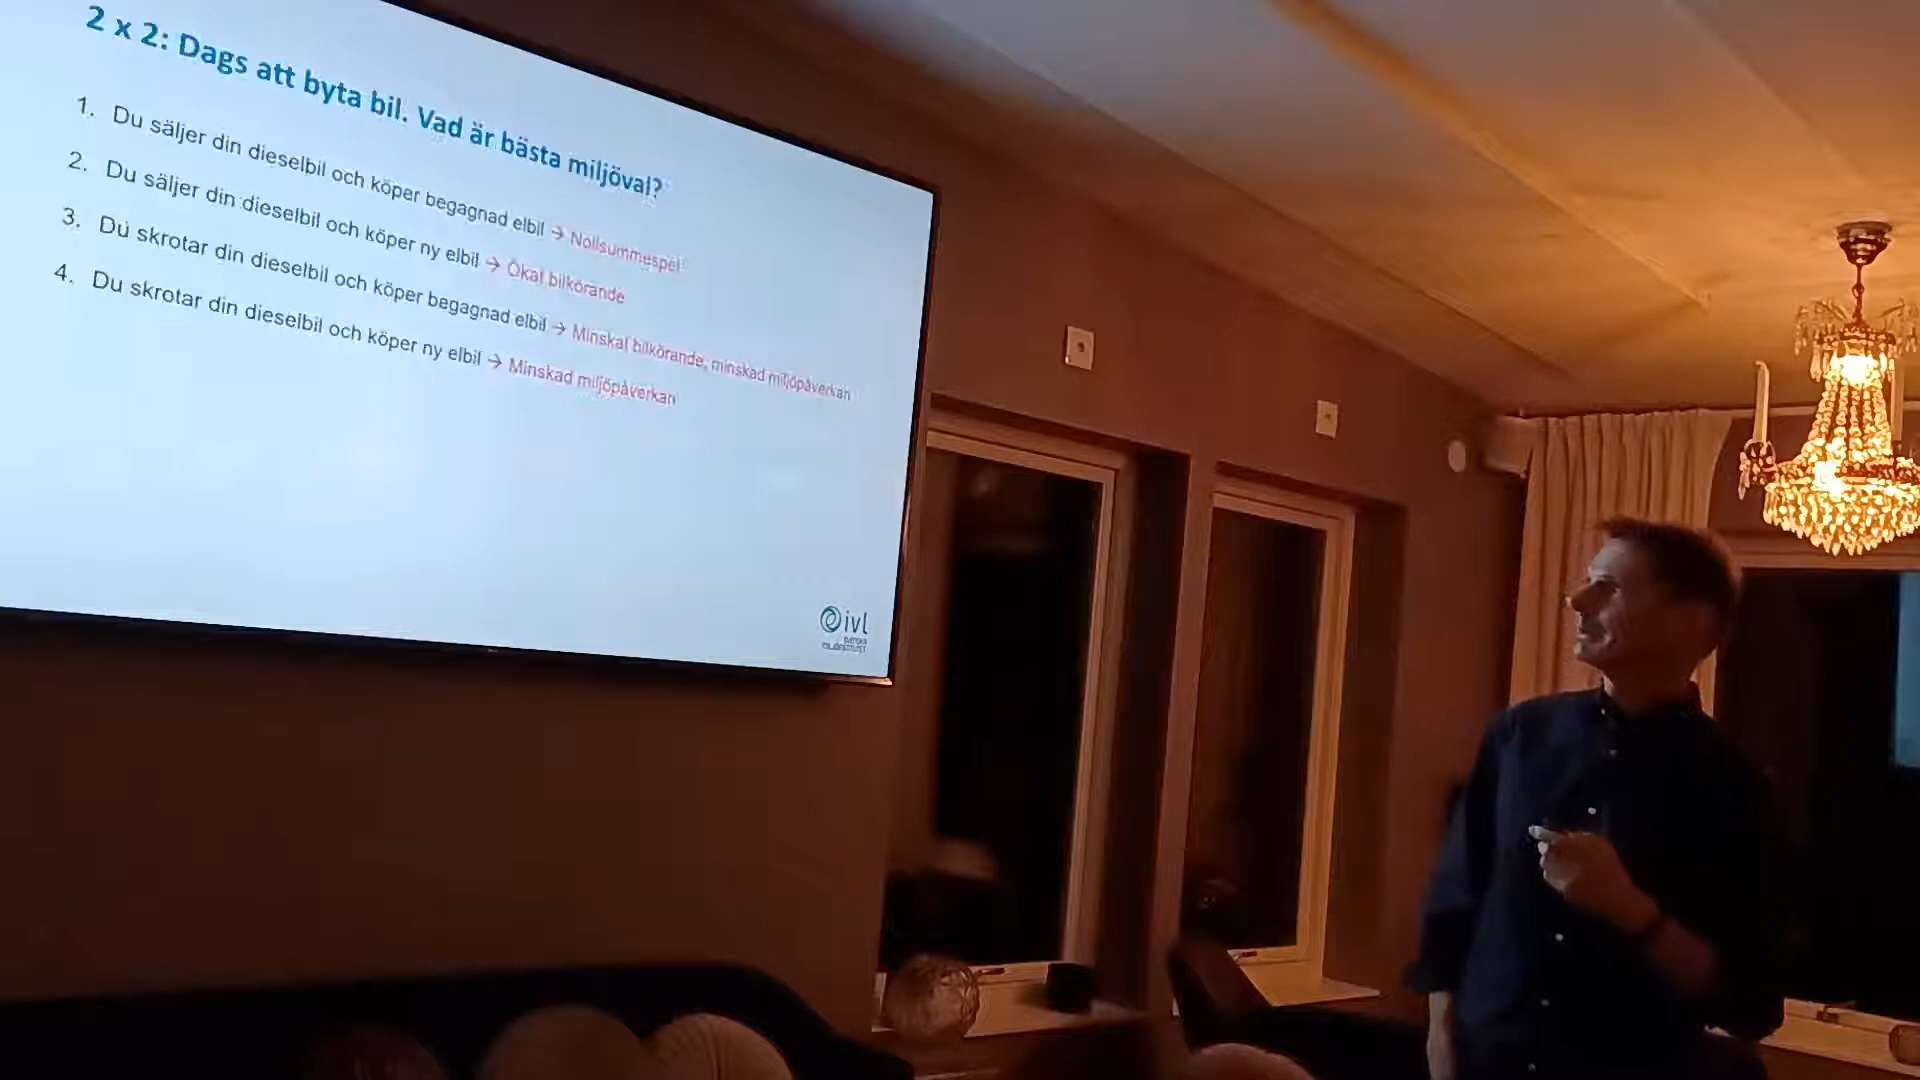 2 x 2: Dags att byta bil. Vad är bästa miljöval?
1. Du säljer din dieselbil och köper begagnad elbil → Nollsummespel
2. Du säljer din dieselbil och köper ny elbil → Ökat bilkörande
3. Du skrotar din dieselbil och köper begagnad elbil → Minskat bilkörande, minskad miljöpåverkan
4. Du skrotar din dieselbil och köper ny elbil → Minskad miljöpåverkan
ivl
SVENSKA
MILJÖINSTITUTET